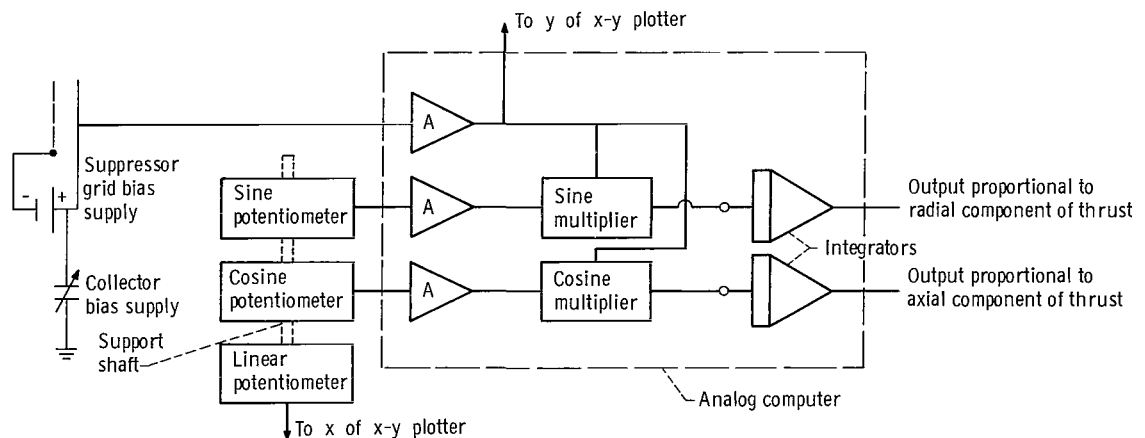 To y of x-y plotter
A
Suppressor
grid bias
supply
-
+
Sine
potentiometer
A
Sine
multiplier
Output proportional to
radial component of thrust
Integrators
Collector
bias supply
Cosine
potentiometer
A
Cosine
multiplier
Output proportional to
axial component of thrust
Support
shaft
Linear
potentiometer
Analog computer
To x of x-y plotter